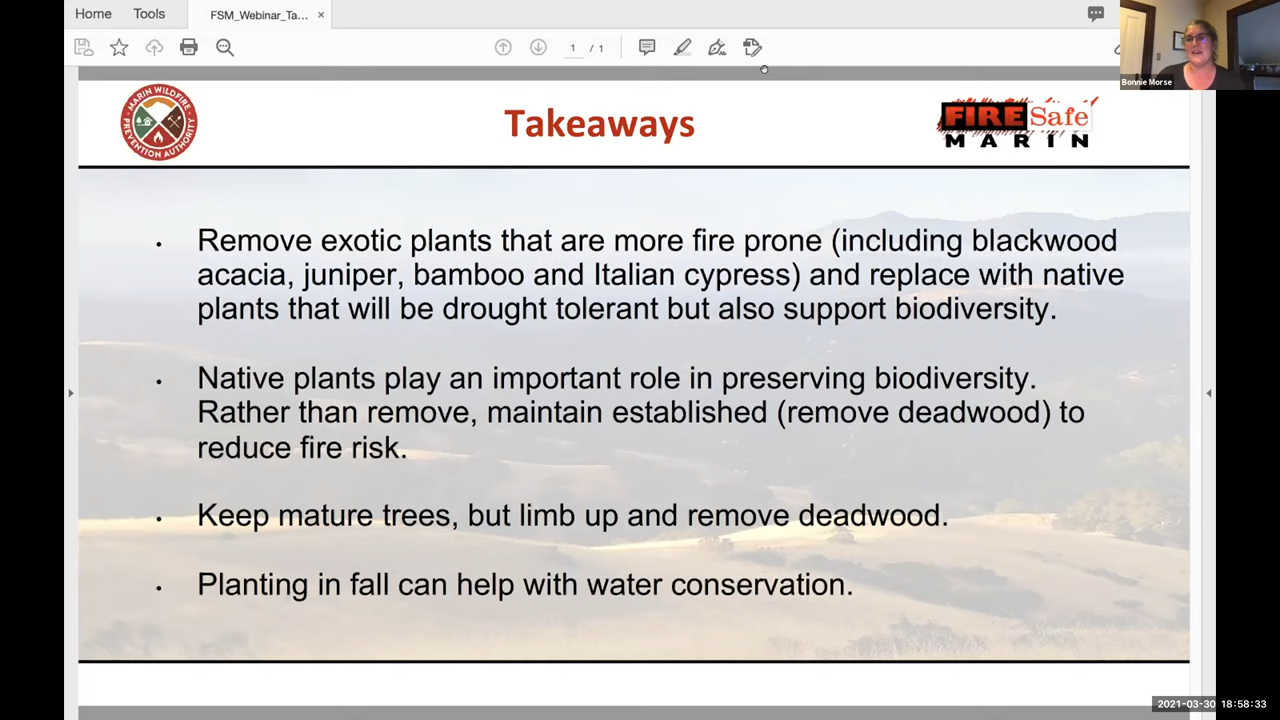 Home Tools FSM_Webinar_Ta... ×
1 / 1
Bonnie Morse
MARIN WILDFIRE
PREVENTION AUTHORITY
Takeaways
FIRE Safe
MARIN
• Remove exotic plants that are more fire prone (including blackwood
acacia, juniper, bamboo and Italian cypress) and replace with native
plants that will be drought tolerant but also support biodiversity.
• Native plants play an important role in preserving biodiversity.
Rather than remove, maintain established (remove deadwood) to
reduce fire risk.
• Keep mature trees, but limb up and remove deadwood.
• Planting in fall can help with water conservation.
2021-03-30 18:58:33